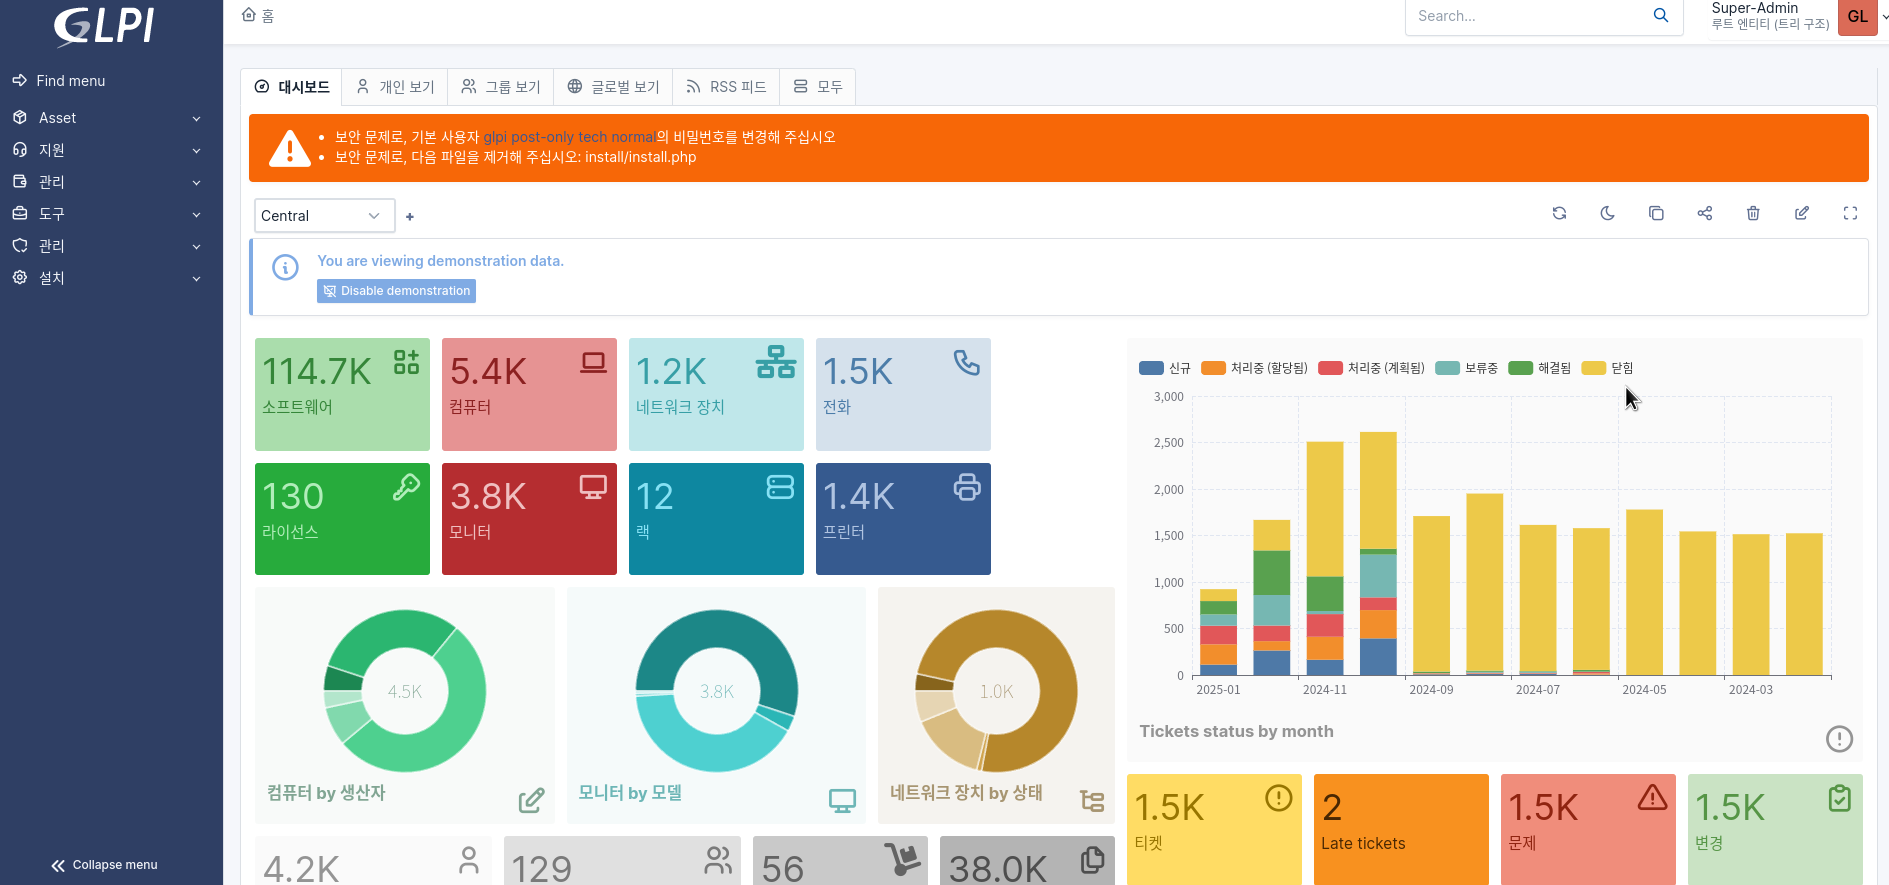 GLPI
홈
Search...
Super-Admin
루트 엔티티 (트리 구조)
GL
Find menu
Asset
지원
관리
도구
관리
설치
Collapse menu
대시보드
개인 보기
그룹 보기
글로벌 보기
RSS 피드
모두
보안 문제로, 기본 사용자 glpi post-only tech normal의 비밀번호를 변경해 주십시오
보안 문제로, 다음 파일을 제거해 주십시오: install/install.php
Central
+
You are viewing demonstration data.
Disable demonstration
114.7K
소프트웨어
5.4K
컴퓨터
1.2K
네트워크 장치
1.5K
전화
130
라이선스
3.8K
모니터
12
랙
1.4K
프린터
4.5K
컴퓨터 by 생산자
3.8K
모니터 by 모델
1.0K
네트워크 장치 by 상태
4.2K
129
56
38.0K
신규
처리중 (할당됨)
처리중 (계획됨)
보류중
해결됨
닫힘
3,000
2,500
2,000
1,500
1,000
500
0
2025-01
2024-11
2024-09
2024-07
2024-05
2024-03
Tickets status by month
1.5K
티켓
2
Late tickets
1.5K
문제
1.5K
변경